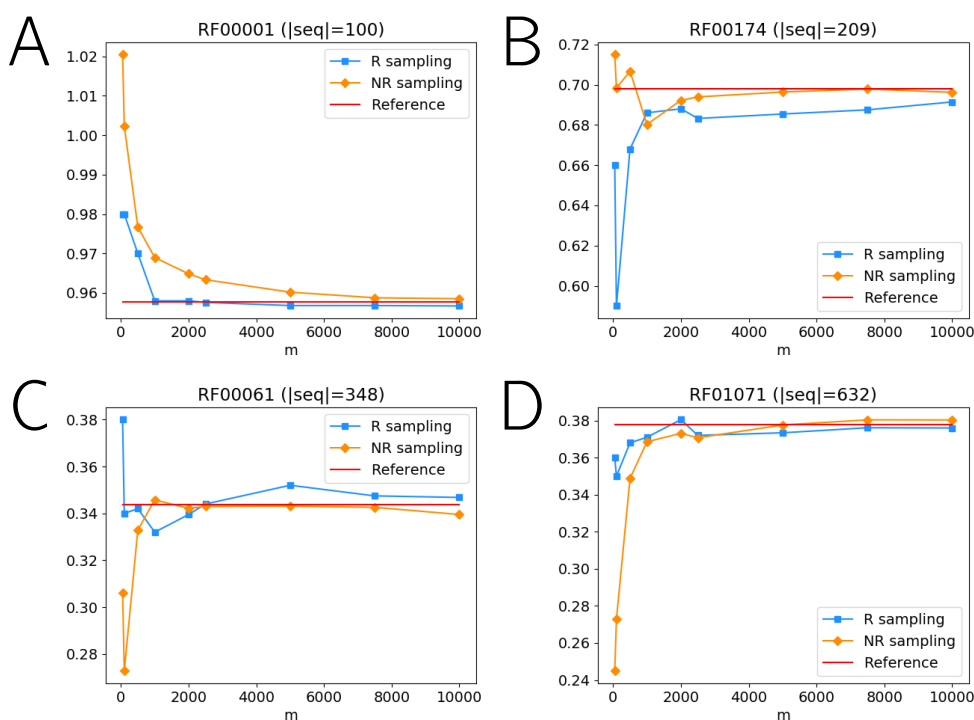 A
RF00001 (|seq|=100)
1.02
1.01
1.00
0.99
0.98
0.97
0.96
R sampling
NR sampling
Reference
0 2000 4000 6000 8000 10000
m
B
RF00174 (|seq|=209)
0.72
0.70
0.68
0.66
0.64
0.62
0.60
R sampling
NR sampling
Reference
0 2000 4000 6000 8000 10000
m
C
RF00061 (|seq|=348)
0.38
0.36
0.34
0.32
0.30
0.28
R sampling
NR sampling
Reference
0 2000 4000 6000 8000 10000
m
D
RF01071 (|seq|=632)
0.38
0.36
0.34
0.32
0.30
0.28
0.26
0.24
R sampling
NR sampling
Reference
0 2000 4000 6000 8000 10000
m